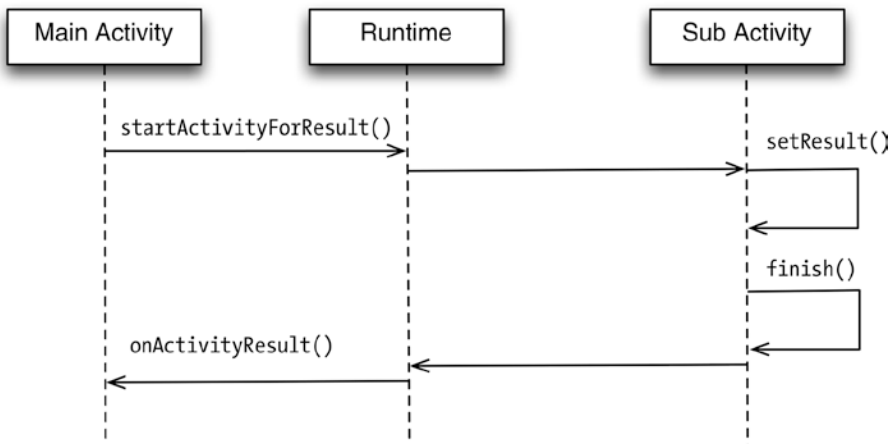 Main Activity
Runtime
Sub Activity
startActivityForResult()
setResult()
finish()
onActivityResult()